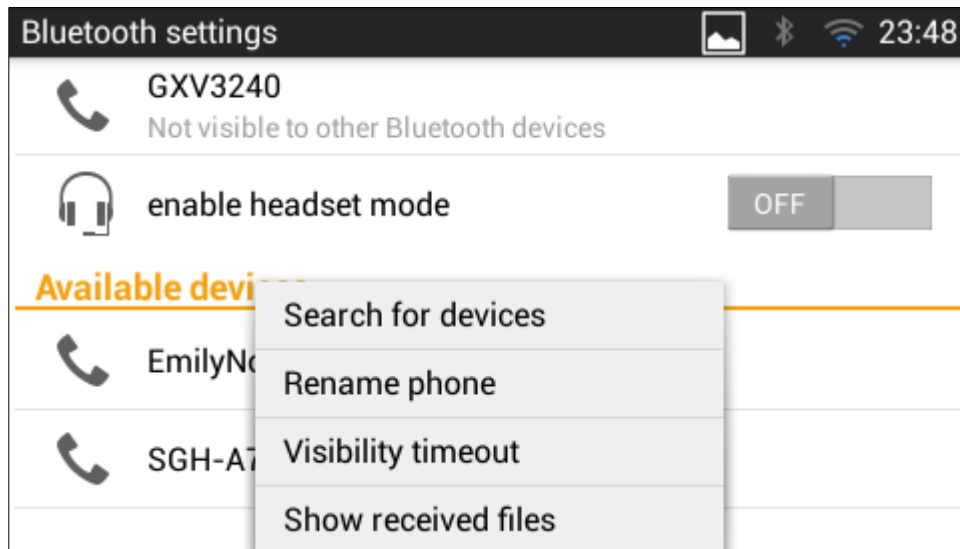 Bluetooth settings
23:48
GXV3240
Not visible to other Bluetooth devices
enable headset mode
OFF
Available
Search for devices
Rename phone
Visibility timeout
Show received files